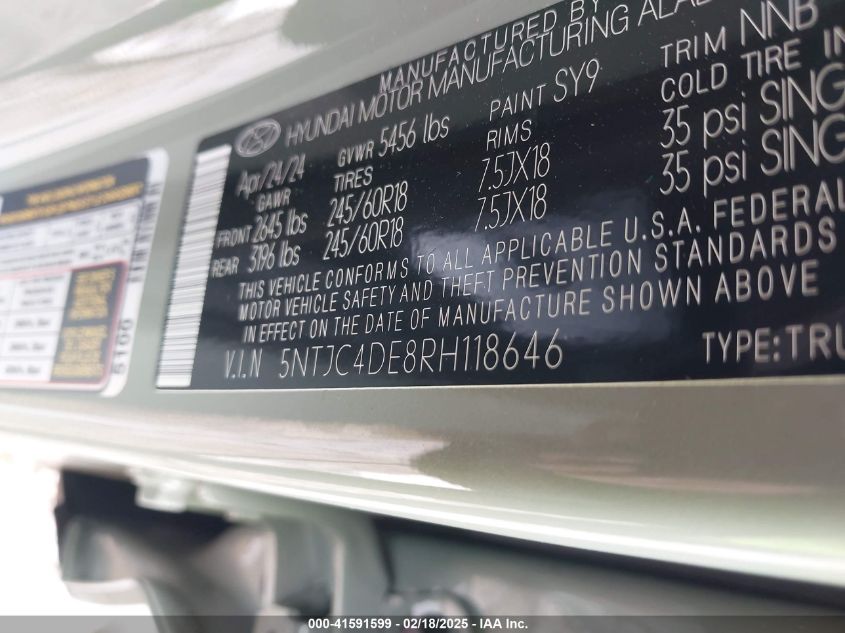 MANUFACTURED BY
HYUNDAI MOTOR MANUFACTURING
Apr/24/24 GVWR 5456 lbs PAINT SY9 TRIM NNB
GAWR TIRES RIMS COLD TIRE
FRONT 2645 lbs 245/60R18 7.5JX18 35 psi SING
REAR 3196 lbs 245/60R18 7.5JX18 35 psi SING
THIS VEHICLE CONFORMS TO ALL APPLICABLE U.S.A. FEDERAL
MOTOR VEHICLE SAFETY AND THEFT PREVENTION STANDARDS
IN EFFECT ON THE DATE OF MANUFACTURE SHOWN ABOVE
V.I.N 5NTJC4DE8RH118646 TYPE:TRU
5100
000-41591599 / 02/18/2025 - IAA Inc.